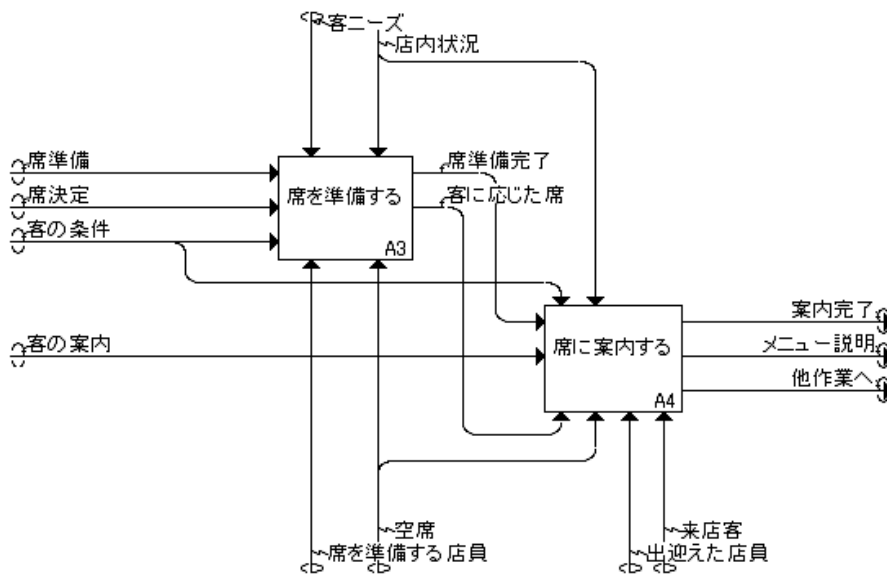 客ニーズ
店内状況
席準備
席準備完了
席決定
席を準備する
客に応じた席
客の条件
A3
案内完了
客の案内
席に案内する
メニュー説明
他作業へ
A4
空席
来店客
席を準備する店員
出迎えた店員